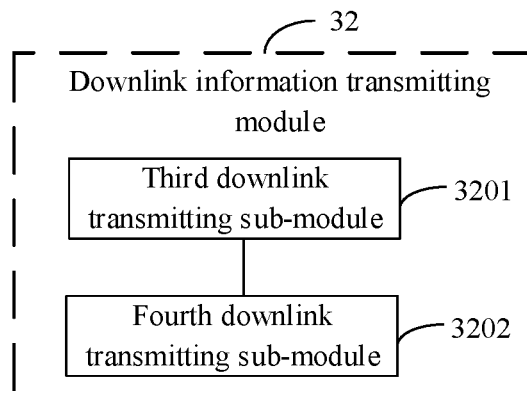 32
Downlink information transmitting
module
Third downlink
transmitting sub-module
3201
Fourth downlink
transmitting sub-module
3202